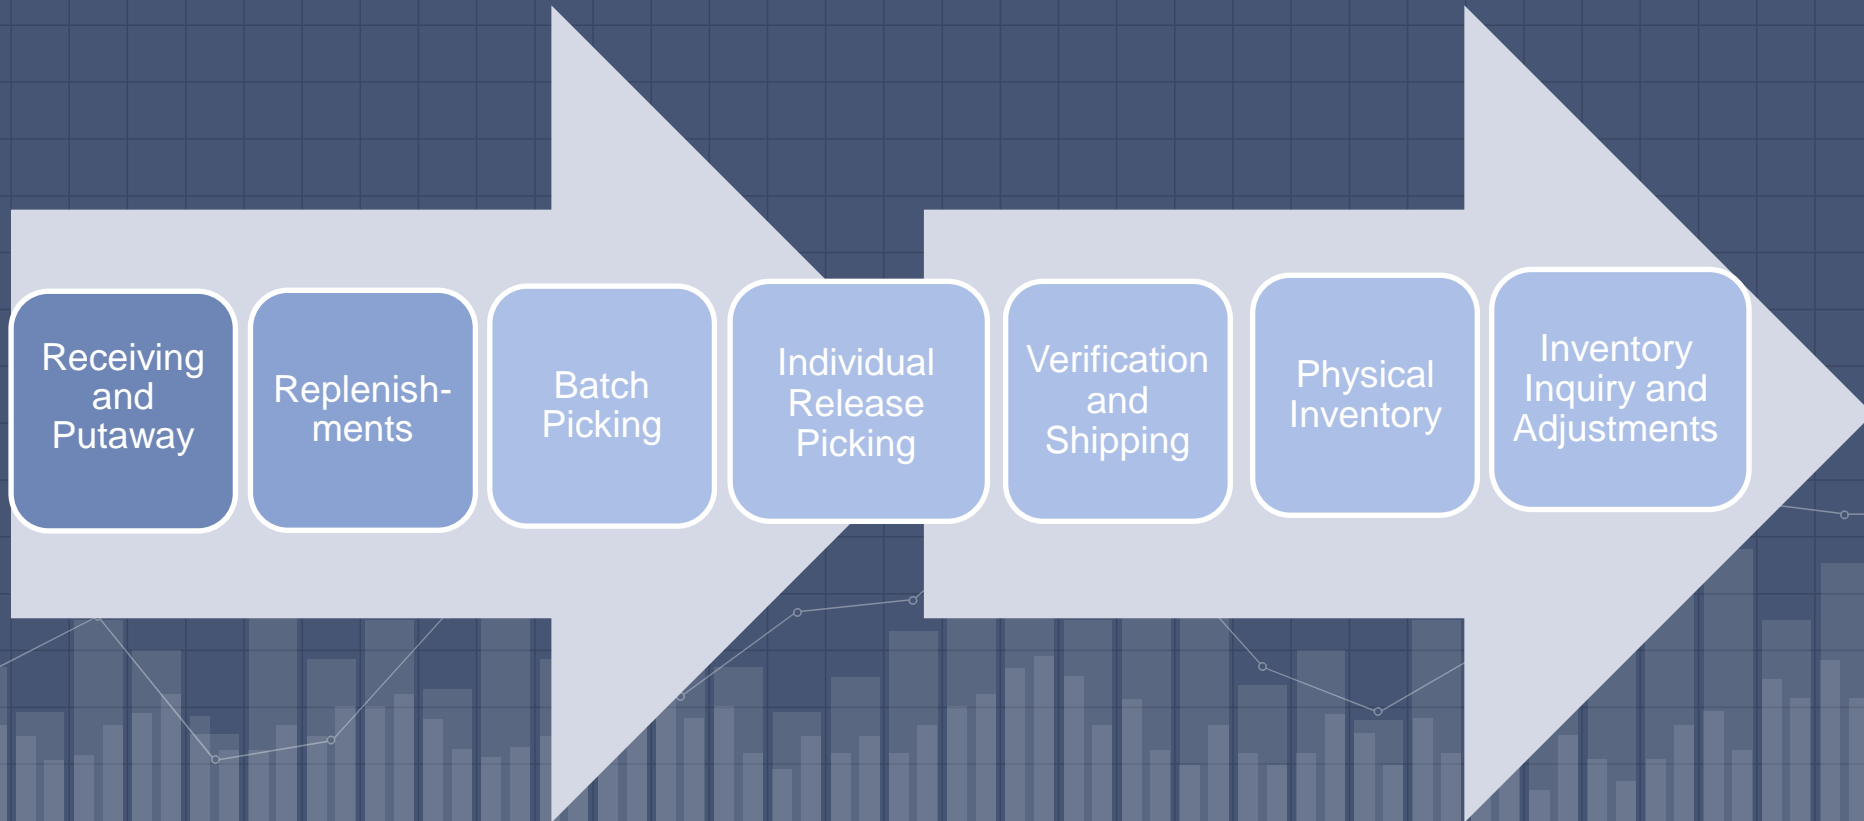 Receiving
and
Putaway
Replenish-
ments
Batch
Picking
Individual
Release
Picking
Verification
and
Shipping
Physical
Inventory
Inventory
Inquiry and
Adjustments